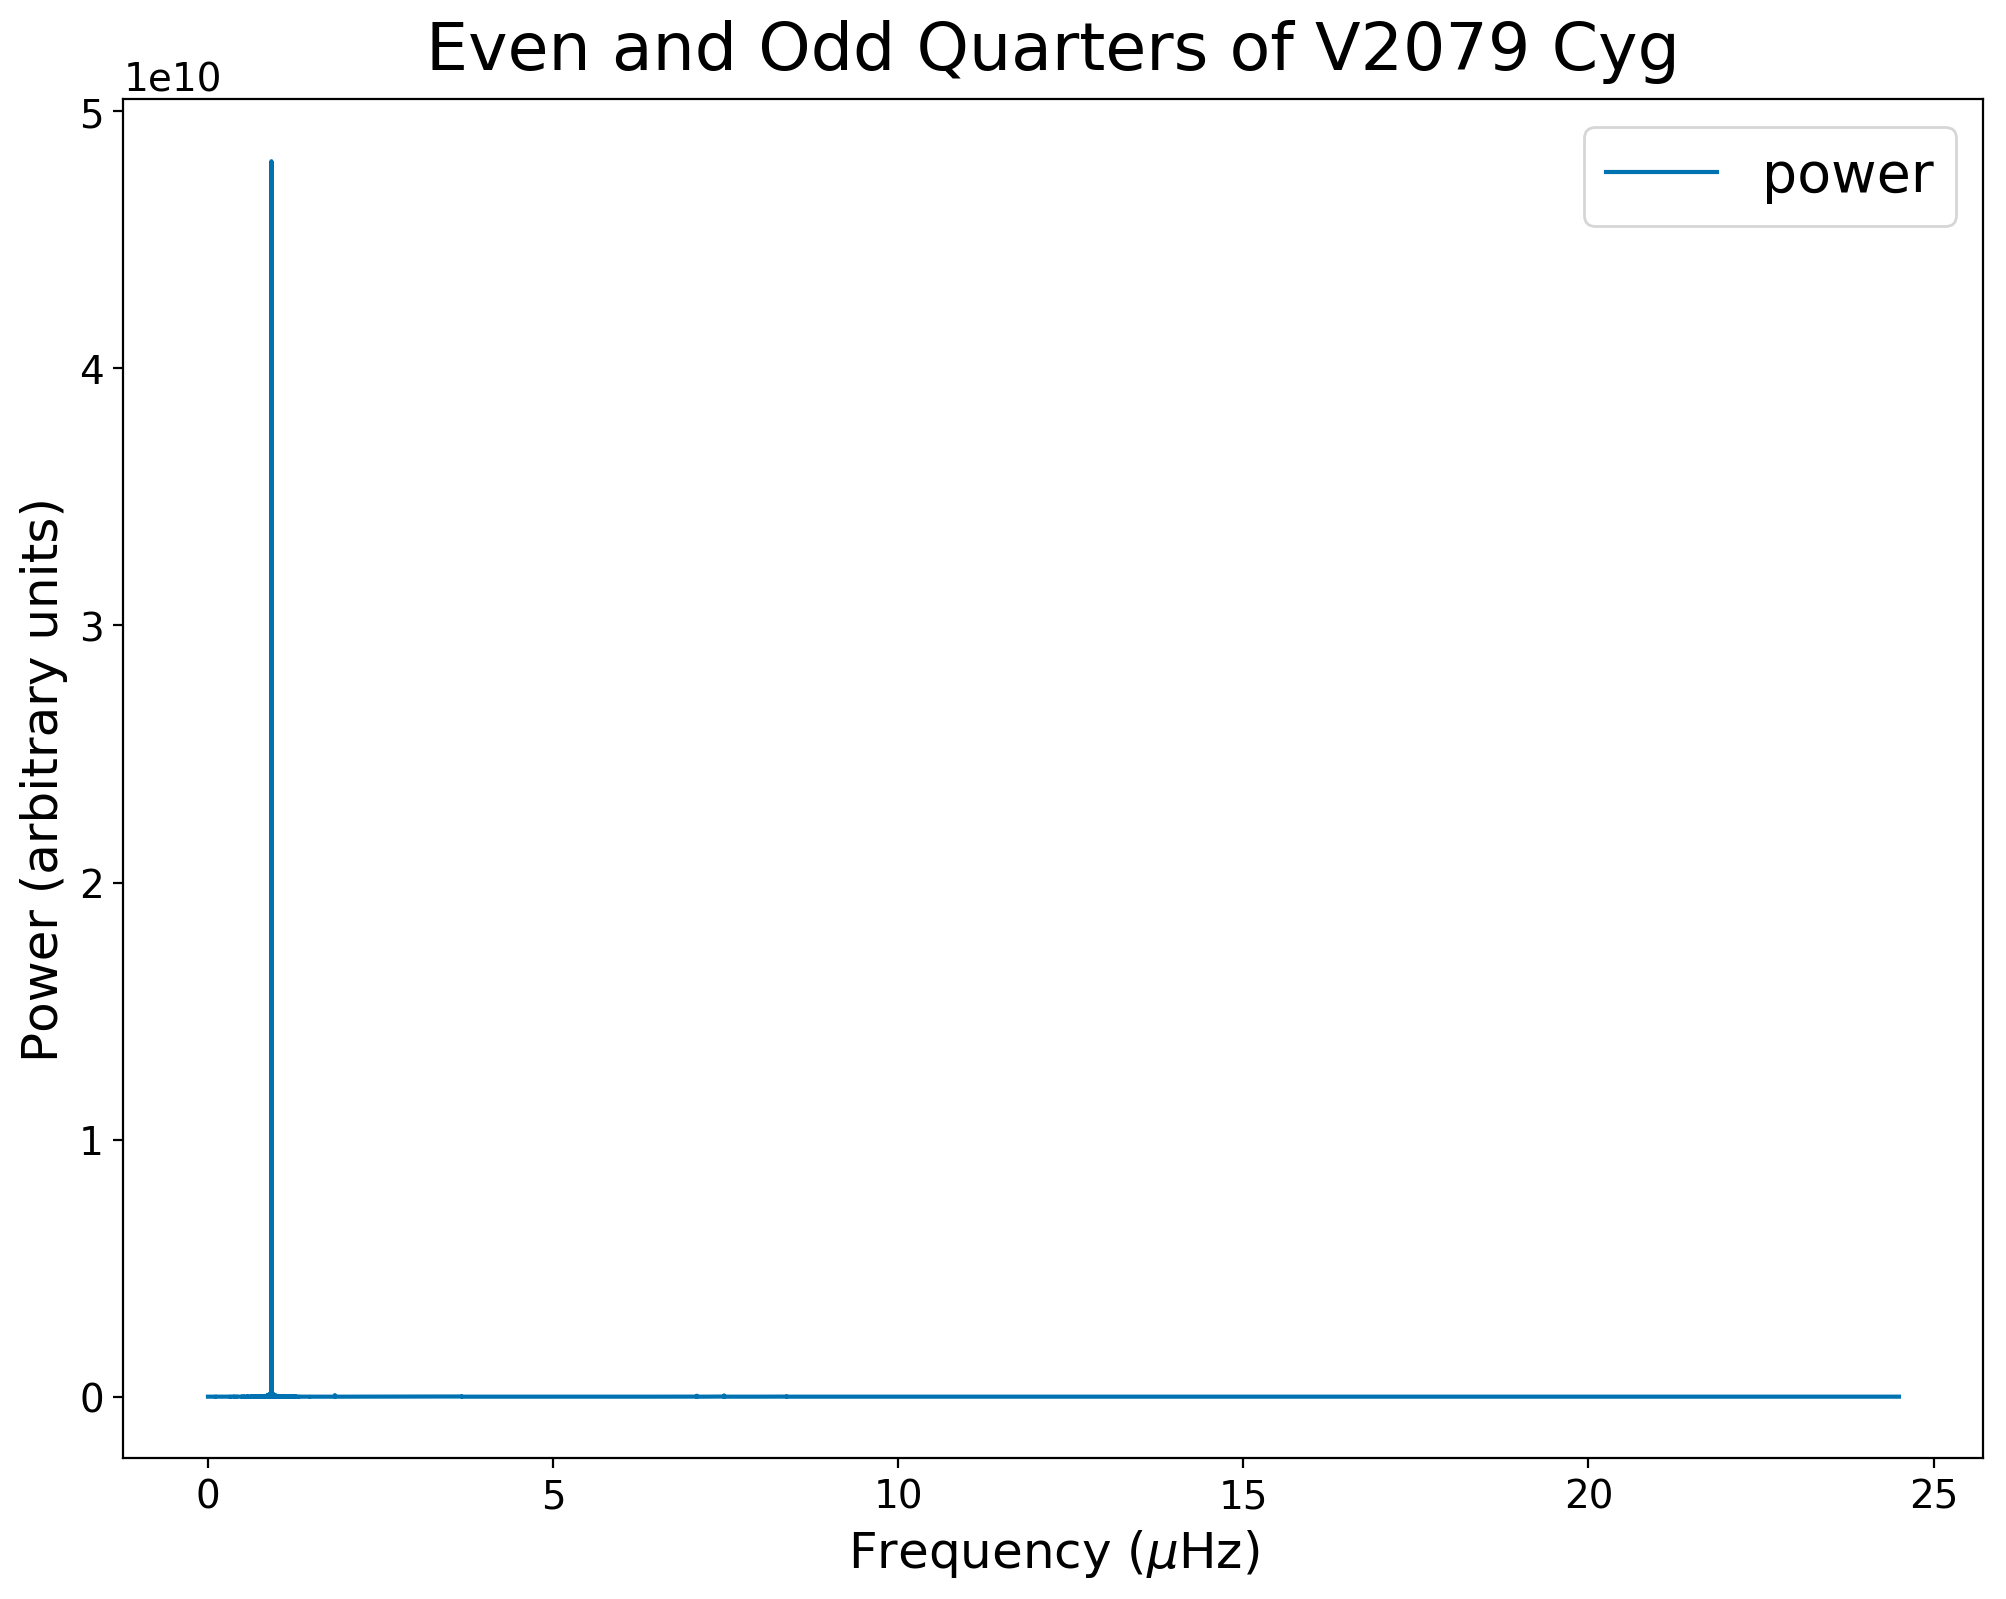 Even and Odd Quarters of V2079 Cyg
1e10
5
4
3
2
1
0
Power (arbitrary units)
power
0 5 10 15 20 25
Frequency (μHz)